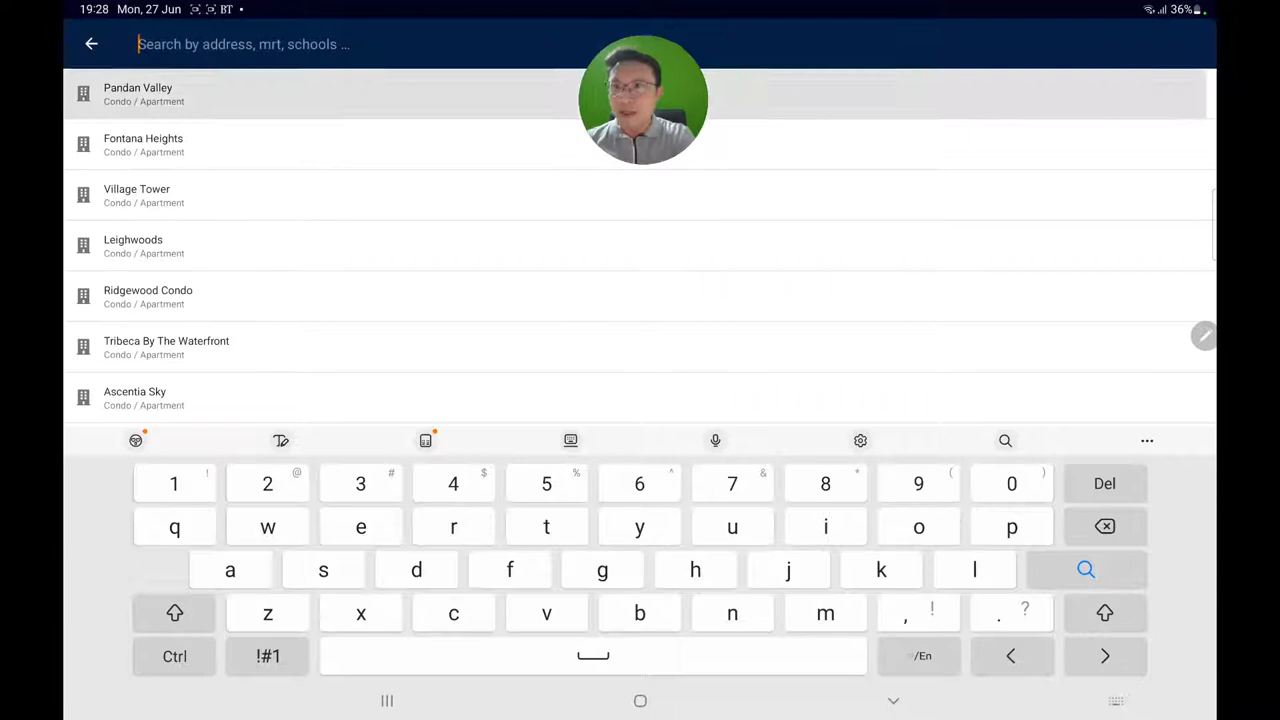 19:28 Mon, 27 Jun BT • 36%
Search by address, mrt, schools ...
Pandan Valley
Condo / Apartment
Fontana Heights
Condo / Apartment
Village Tower
Condo / Apartment
Leighwoods
Condo / Apartment
Ridgewood Condo
Condo / Apartment
Tribeca By The Waterfront
Condo / Apartment
Ascentia Sky
Condo / Apartment
1 ! 2 @ 3 # 4 $ 5 % 6 ^ 7 & 8 * 9 ( 0 ) Del
q w e r t y u i o p
a s d f g h j k l
z x c v b n m , ! . ?
Ctrl !#1 /En < >